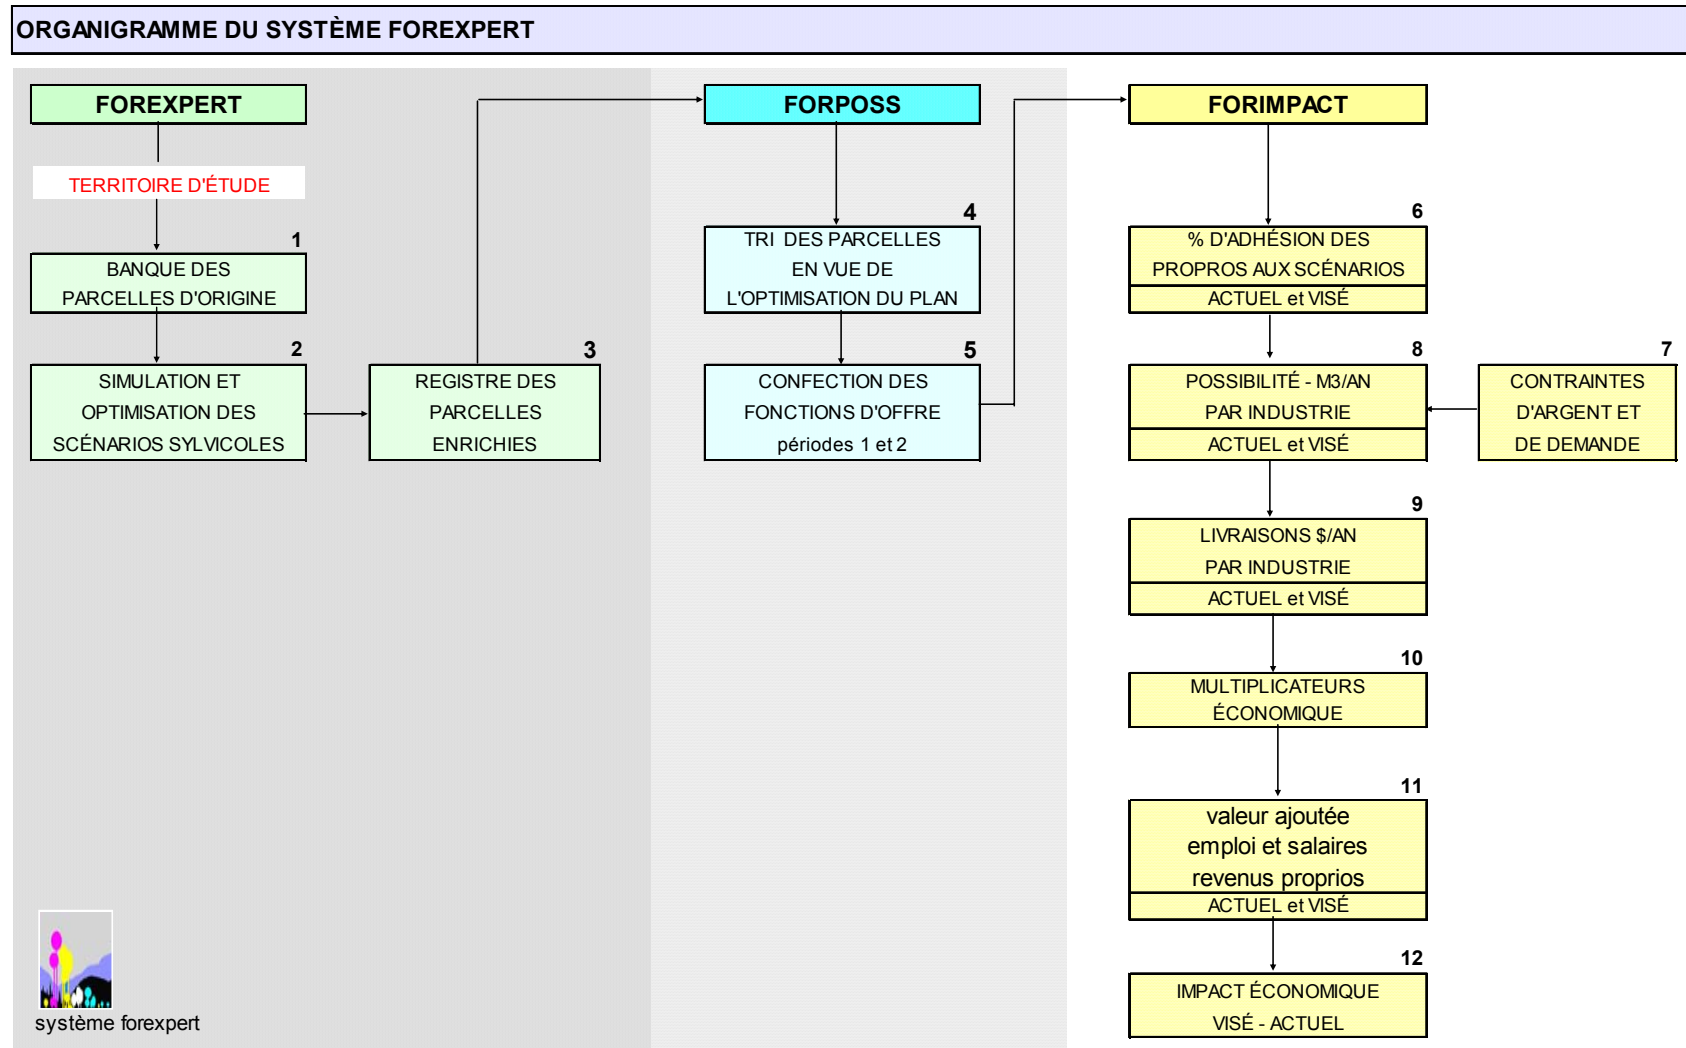 ORGANIGRAMME DU SYSTÈME FOREXPERT
FOREXPERT
TERRITOIRE D'ÉTUDE
1
BANQUE DES
PARCELLES D'ORIGINE
2
SIMULATION ET
OPTIMISATION DES
SCÉNARIOS SYLVICOLES
3
REGISTRE DES
PARCELLES
ENRICHIES
système forexpert
FORPOSS
4
TRI DES PARCELLES
EN VUE DE
L'OPTIMISATION DU PLAN
5
CONFECTION DES
FONCTIONS D'OFFRE
périodes 1 et 2
FORIMPACT
6
% D'ADHÉSION DES
PROPROS AUX SCÉNARIOS
ACTUEL et VISÉ
8
POSSIBILITÉ - M3/AN
PAR INDUSTRIE
ACTUEL et VISÉ
7
CONTRAINTES
D'ARGENT ET
DE DEMANDE
9
LIVRAISONS $/AN
PAR INDUSTRIE
ACTUEL et VISÉ
10
MULTIPLICATEURS
ÉCONOMIQUE
11
valeur ajoutée
emploi et salaires
revenus proprios
ACTUEL et VISÉ
12
IMPACT ÉCONOMIQUE
VISÉ - ACTUEL